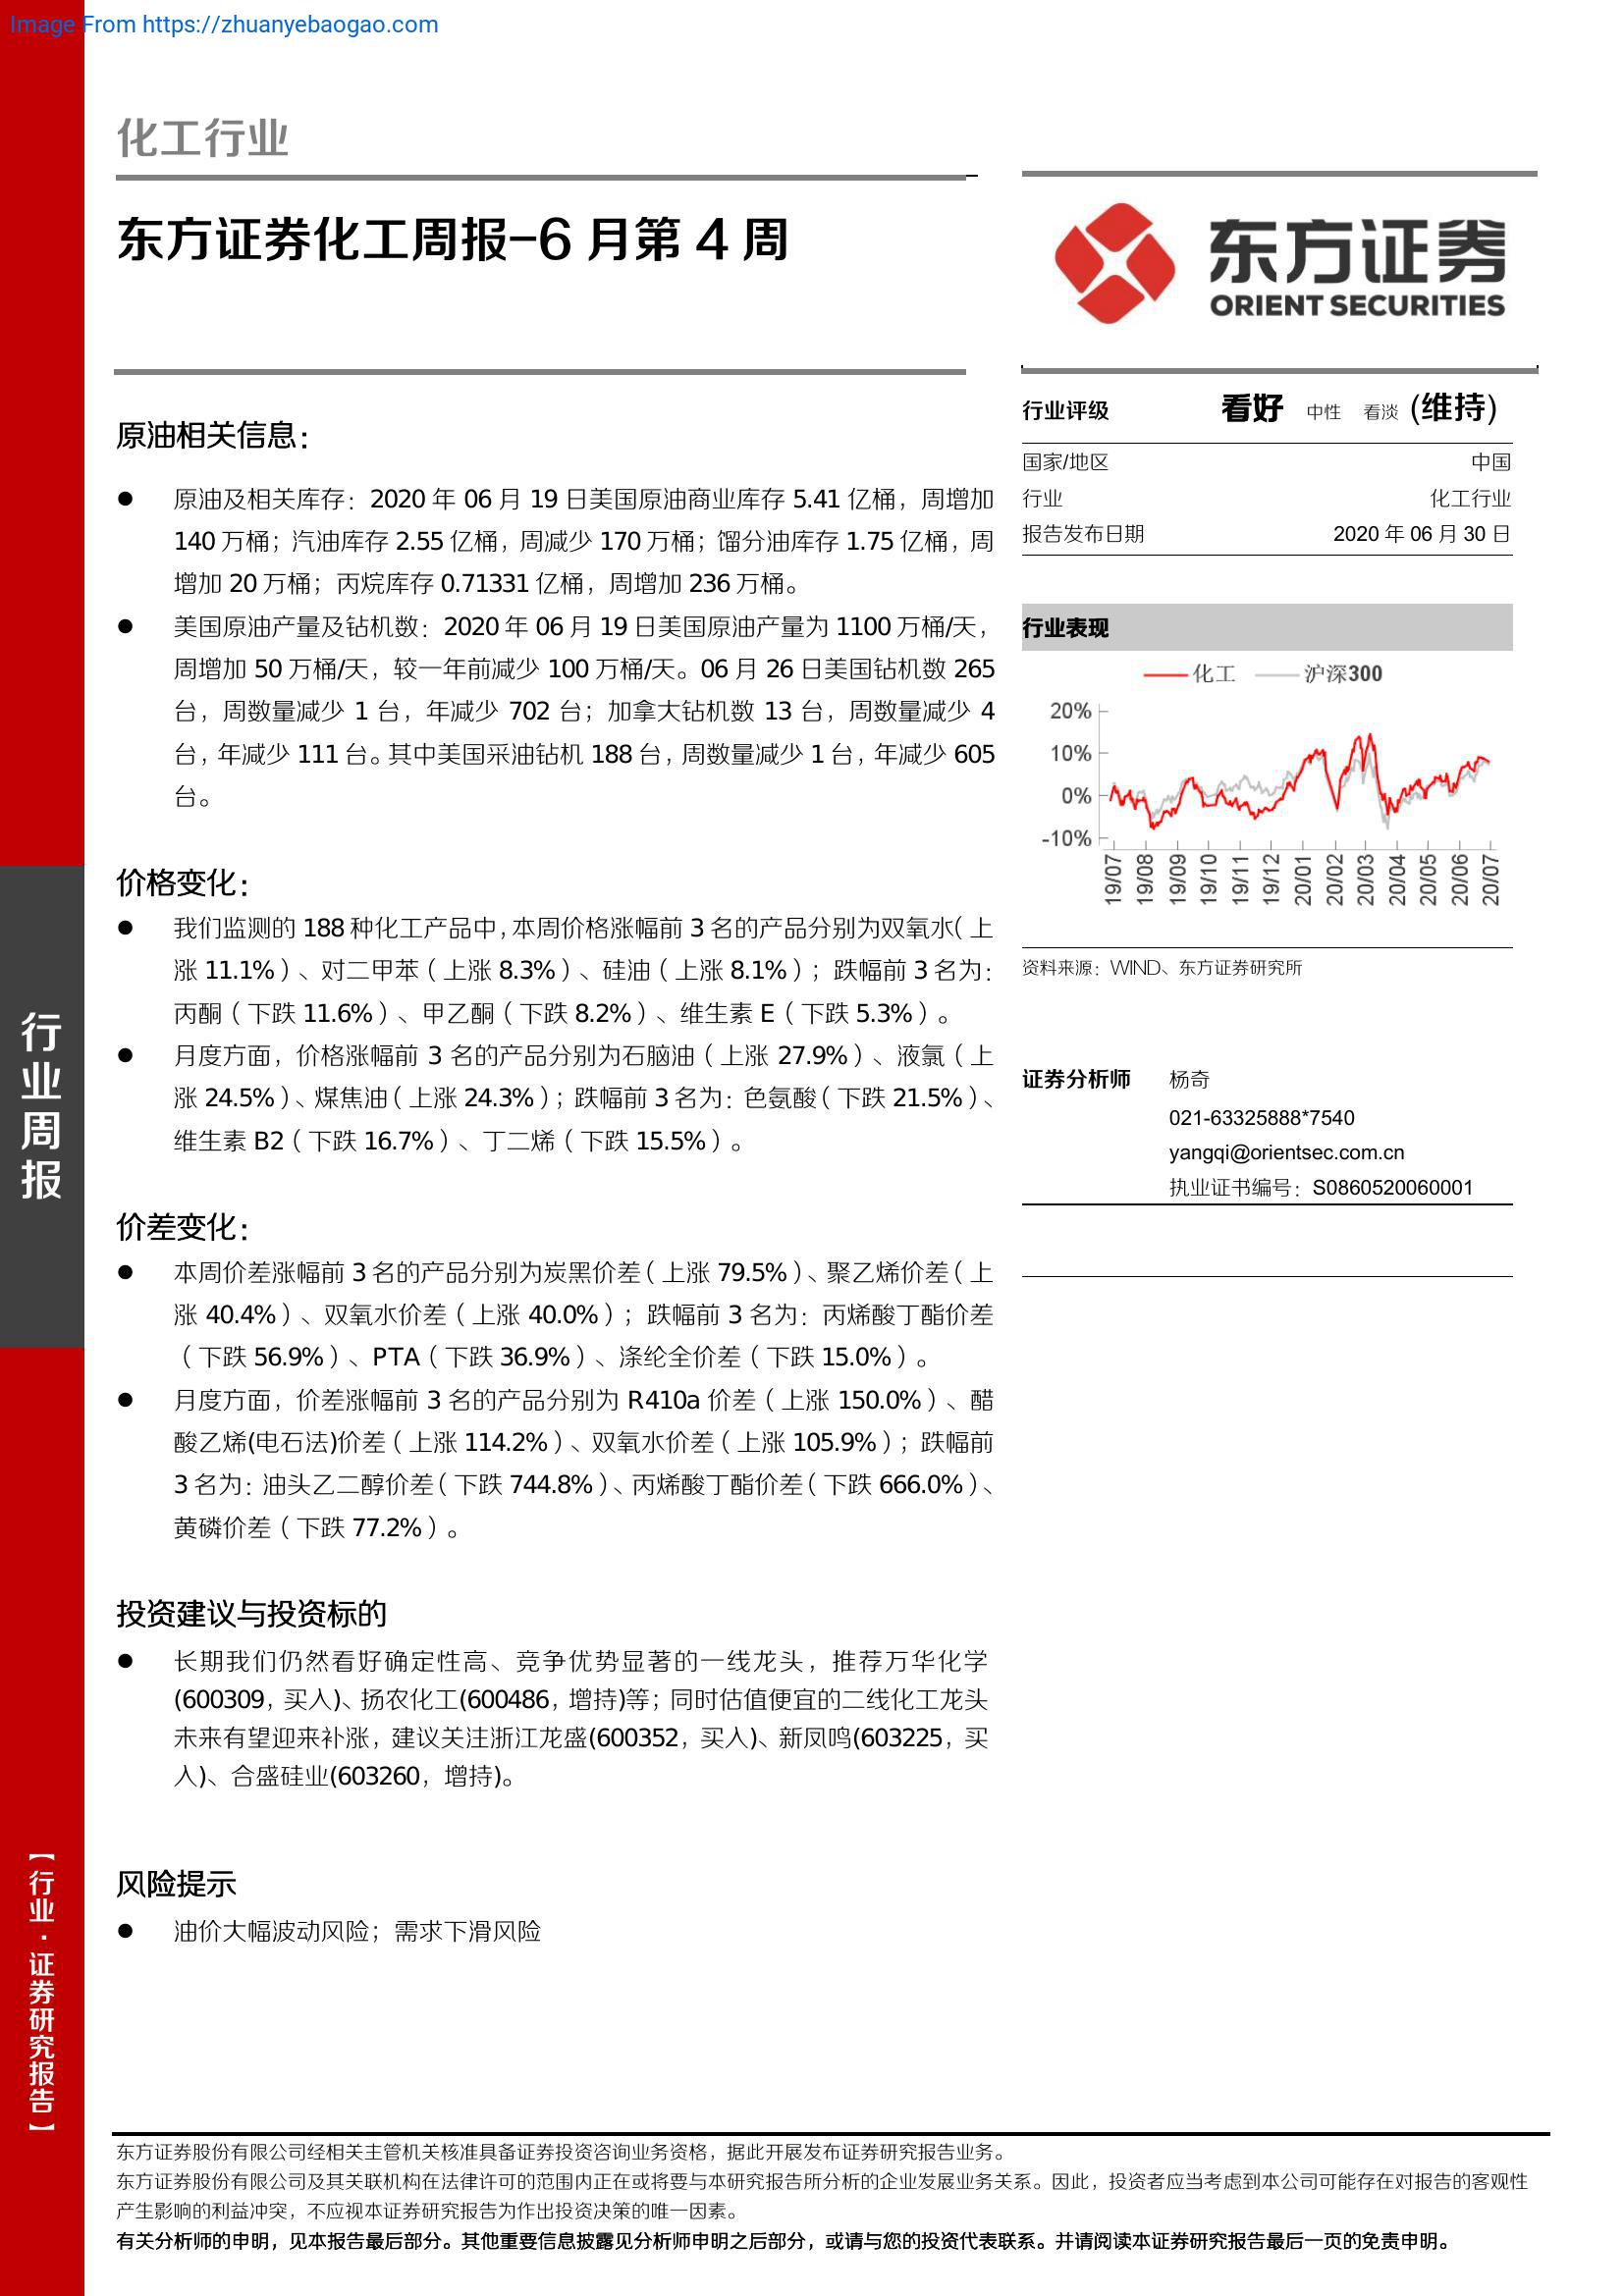 Image From https://zhuanyebaogao.com
化工行业
东方证券化工周报-6 月第 4 周
原油相关信息：
● 原油及相关库存：2020 年 06 月 19 日美国原油商业库存 5.41 亿桶，周增加
140 万桶；汽油库存 2.55 亿桶，周减少 170 万桶；馏分油库存 1.75 亿桶，周
增加 20 万桶；丙烷库存 0.71331 亿桶，周增加 236 万桶。
● 美国原油产量及钻机数：2020 年 06 月 19 日美国原油产量为 1100 万桶/天，
周增加 50 万桶/天，较一年前减少 100 万桶/天。06 月 26 日美国钻机数 265
台，周数量减少 1 台，年减少 702 台；加拿大钻机数 13 台，周数量减少 4
台，年减少 111 台。其中美国采油钻机 188 台，周数量减少 1 台，年减少 605
台。
价格变化：
● 我们监测的 188 种化工产品中，本周价格涨幅前 3 名的产品分别为双氧水（上
涨 11.1%）、对二甲苯（上涨 8.3%）、硅油（上涨 8.1%）；跌幅前 3 名为：
丙酮（下跌 11.6%）、甲乙酮（下跌 8.2%）、维生素 E（下跌 5.3%）。
● 月度方面，价格涨幅前 3 名的产品分别为石脑油（上涨 27.9%）、液氯（上
涨 24.5%）、煤焦油（上涨 24.3%）；跌幅前 3 名为：色氨酸（下跌 21.5%）、
维生素 B2（下跌 16.7%）、丁二烯（下跌 15.5%）。
价差变化：
● 本周价差涨幅前 3 名的产品分别为炭黑价差（上涨 79.5%）、聚乙烯价差（上
涨 40.4%）、双氧水价差（上涨 40.0%）；跌幅前 3 名为：丙烯酸丁酯价差
（下跌 56.9%）、PTA（下跌 36.9%）、涤纶全价差（下跌 15.0%）。
● 月度方面，价差涨幅前 3 名的产品分别为 R410a 价差（上涨 150.0%）、醋
酸乙烯(电石法)价差（上涨 114.2%）、双氧水价差（上涨 105.9%）；跌幅前
3 名为：油头乙二醇价差（下跌 744.8%）、丙烯酸丁酯价差（下跌 666.0%）、
黄磷价差（下跌 77.2%）。
投资建议与投资标的
● 长期我们仍然看好确定性高、竞争优势显著的一线龙头，推荐万华化学
(600309，买入)、扬农化工(600486，增持)等；同时估值便宜的二线化工龙头
未来有望迎来补涨，建议关注浙江龙盛(600352，买入)、新凤鸣(603225，买
入)、合盛硅业(603260，增持)。
风险提示
● 油价大幅波动风险；需求下滑风险
东方证券
ORIENT SECURITIES
行业评级 看好 中性 看淡 (维持)
国家/地区 中国
行业 化工行业
报告发布日期 2020 年 06 月 30 日
行业表现
化工 沪深300
20%
10%
0%
-10%
19/07 19/08 19/09 19/10 19/11 19/12 20/01 20/02 20/03 20/04 20/05 20/06 20/07
资料来源：WIND、东方证券研究所
证券分析师 杨奇
021-63325888*7540
yangqi@orientsec.com.cn
执业证书编号：S0860520060001
行业周报
【行业·证券研究报告】
东方证券股份有限公司经相关主管机关核准具备证券投资咨询业务资格，据此开展发布证券研究报告业务。
东方证券股份有限公司及其关联机构在法律许可的范围内正在或将要与本研究报告所分析的企业发展业务关系。因此，投资者应当考虑到本公司可能存在对报告的客观性
产生影响的利益冲突，不应视本证券研究报告为作出投资决策的唯一因素。
有关分析师的申明，见本报告最后部分。其他重要信息披露见分析师申明之后部分，或请与您的投资代表联系。并请阅读本证券研究报告最后一页的免责申明。